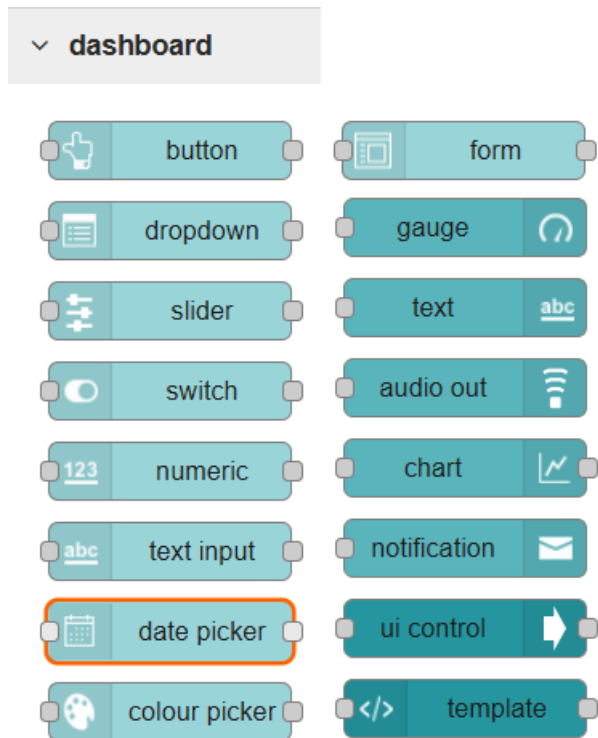 dashboard
button
form
dropdown
gauge
slider
text
abc
switch
audio out
123
numeric
chart
abc
text input
notification
date picker
ui control
colour picker
</>
template